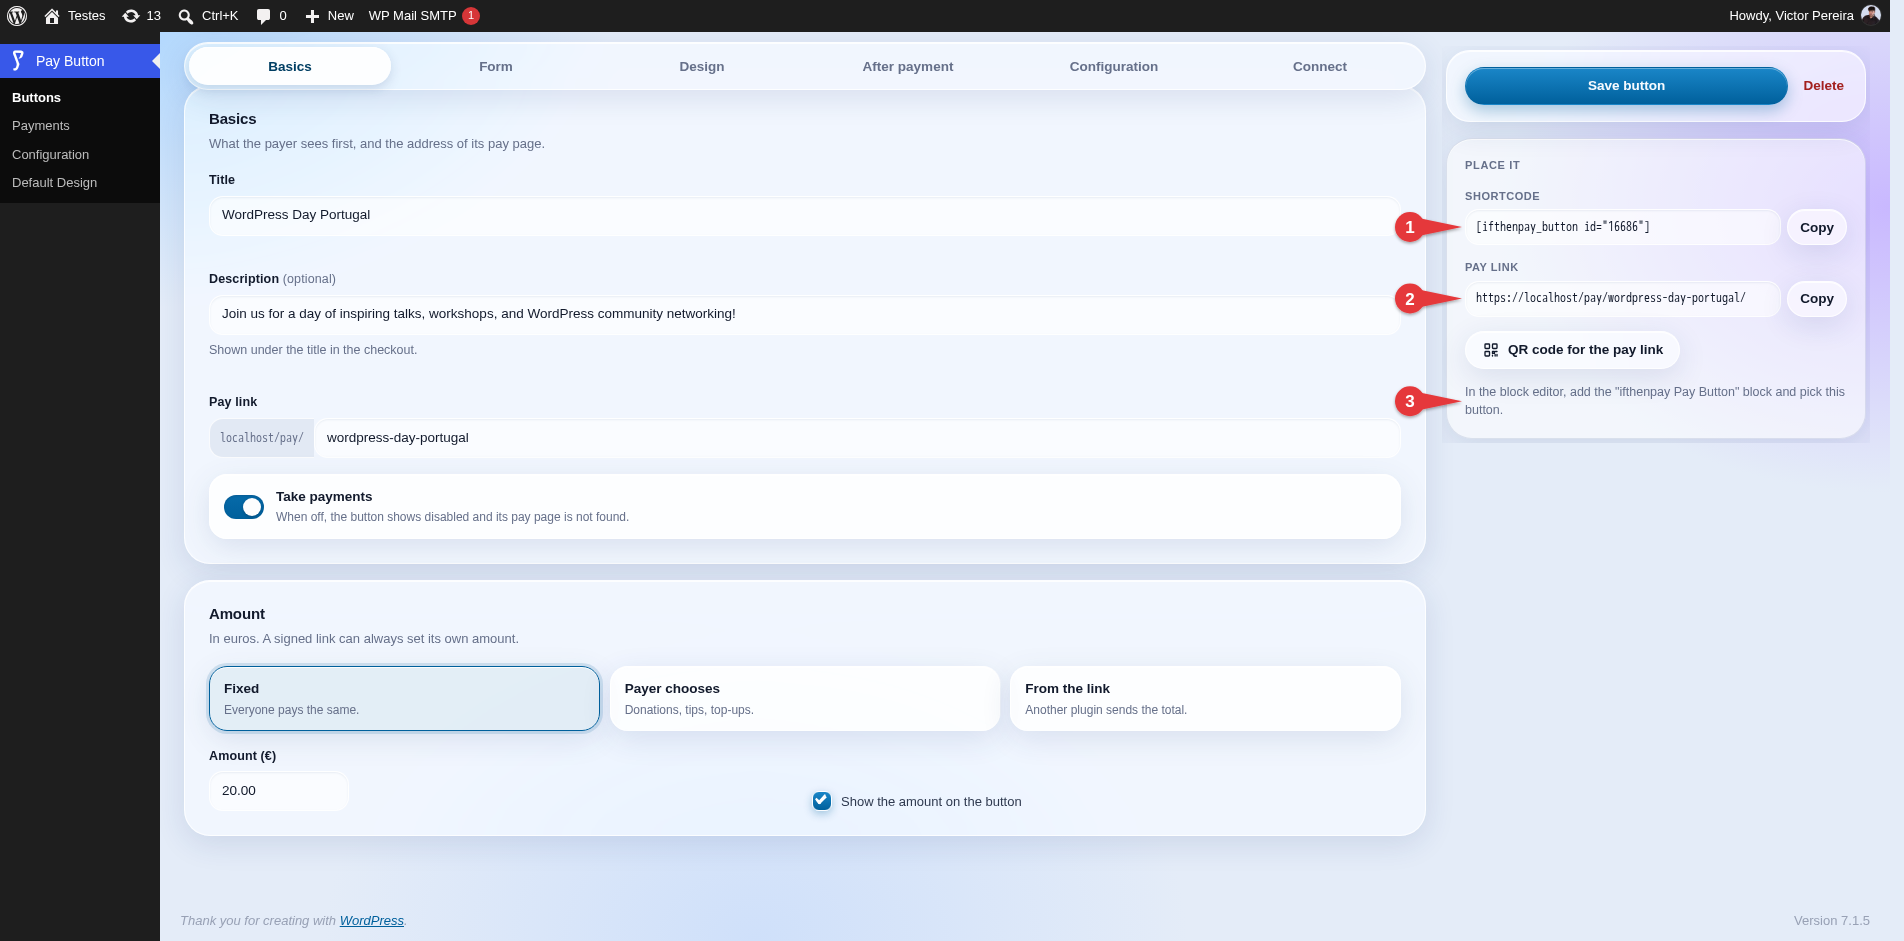 Testes
13
Ctrl+K
0
New
WP Mail SMTP
1
Howdy, Victor Pereira
Pay Button
Buttons
Payments
Configuration
Default Design
Basics
Form
Design
After payment
Configuration
Connect
Basics
What the payer sees first, and the address of its pay page.
Title
WordPress Day Portugal
Description (optional)
Join us for a day of inspiring talks, workshops, and WordPress community networking!
Shown under the title in the checkout.
Pay link
localhost/pay/
wordpress-day-portugal
Take payments
When off, the button shows disabled and its pay page is not found.
Amount
In euros. A signed link can always set its own amount.
Fixed
Everyone pays the same.
Payer chooses
Donations, tips, top-ups.
From the link
Another plugin sends the total.
Amount (€)
20.00
Show the amount on the button
Save button
Delete
PLACE IT
SHORTCODE
1
[ifthenpay_button id="16686"]
Copy
PAY LINK
2
https://localhost/pay/wordpress-day-portugal/
Copy
QR code for the pay link
3
In the block editor, add the "ifthenpay Pay Button" block and pick this
button.
Thank you for creating with WordPress.
Version 7.1.5